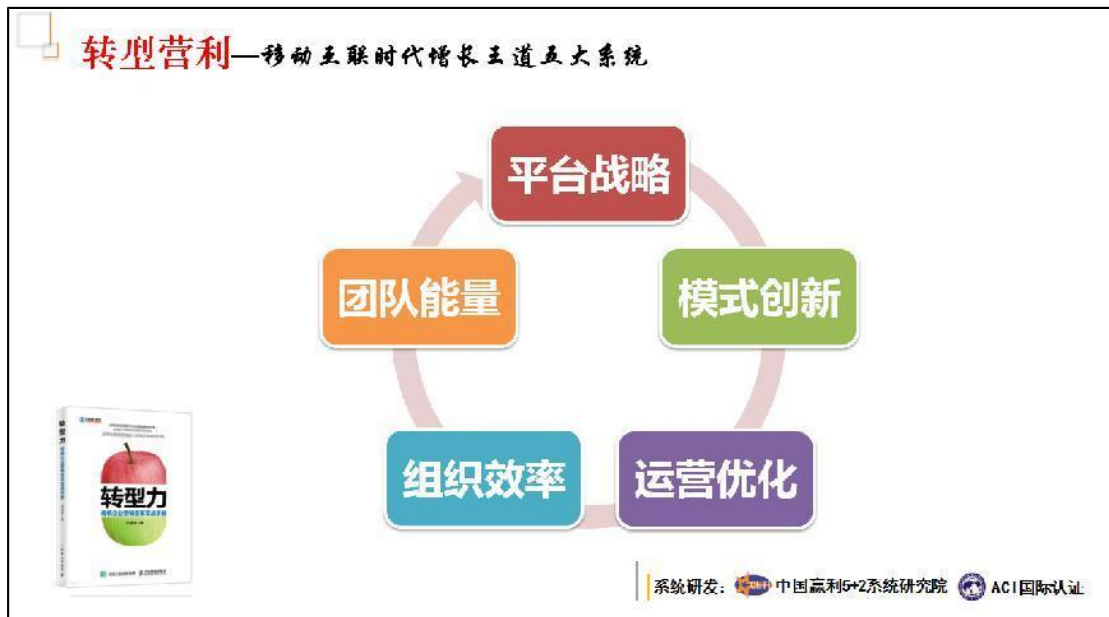 转型营利—移动互联时代增长王道五大系统
平台战略
团队能量
模式创新
组织效率
运营优化
转型力
转型力
系统研发： 中国赢利5+2系统研究院 ACI国际认证